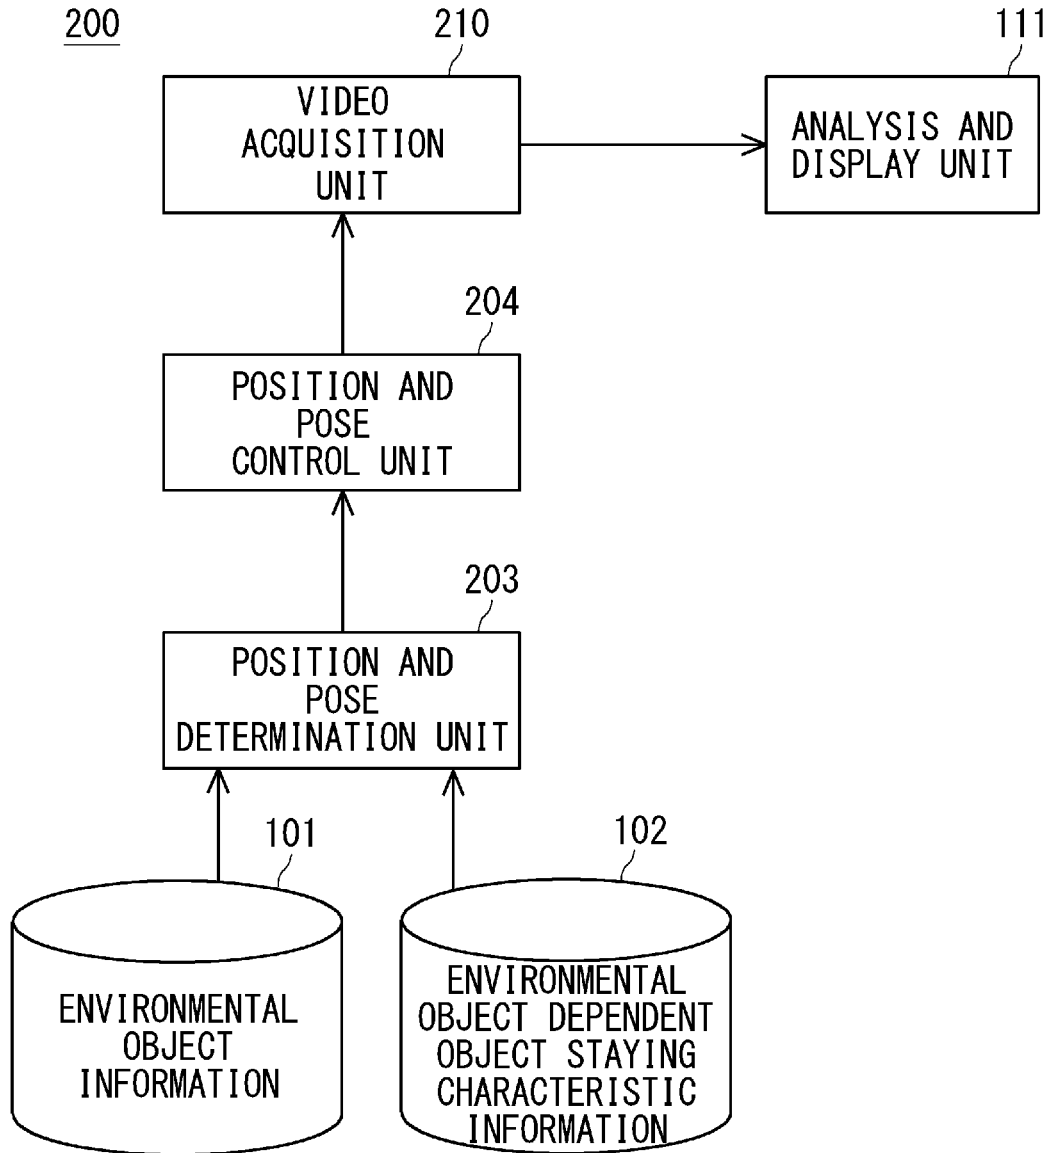 200
210
111
VIDEO
ACQUISITION
UNIT
ANALYSIS AND
DISPLAY UNIT
204
POSITION AND
POSE
CONTROL UNIT
203
POSITION AND
POSE
DETERMINATION UNIT
101
102
ENVIRONMENTAL
OBJECT
INFORMATION
ENVIRONMENTAL
OBJECT DEPENDENT
OBJECT STAYING
CHARACTERISTIC
INFORMATION